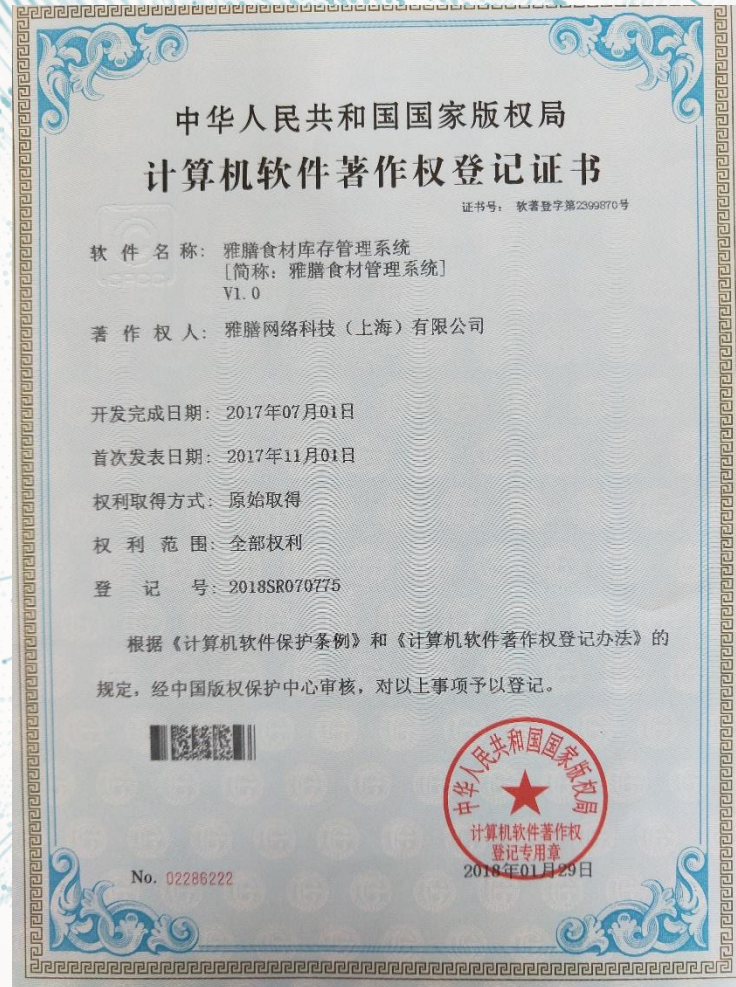 中华人民共和国国家版权局
计算机软件著作权登记证书
证书号： 软著登字第2399870号
软件名称： 雅膳食材库存管理系统
[简称：雅膳食材管理系统]
V1.0
著作权人： 雅膳网络科技（上海）有限公司
开发完成日期： 2017年07月01日
首次发表日期： 2017年11月01日
权利取得方式： 原始取得
权利范围： 全部权利
登记号： 2018SR070775
根据《计算机软件保护条例》和《计算机软件著作权登记办法》的
规定，经中国版权保护中心审核，对以上事项予以登记。
中华人民共和国国家版权局
计算机软件著作权
登记专用章
No. 02286222
2018年01月29日